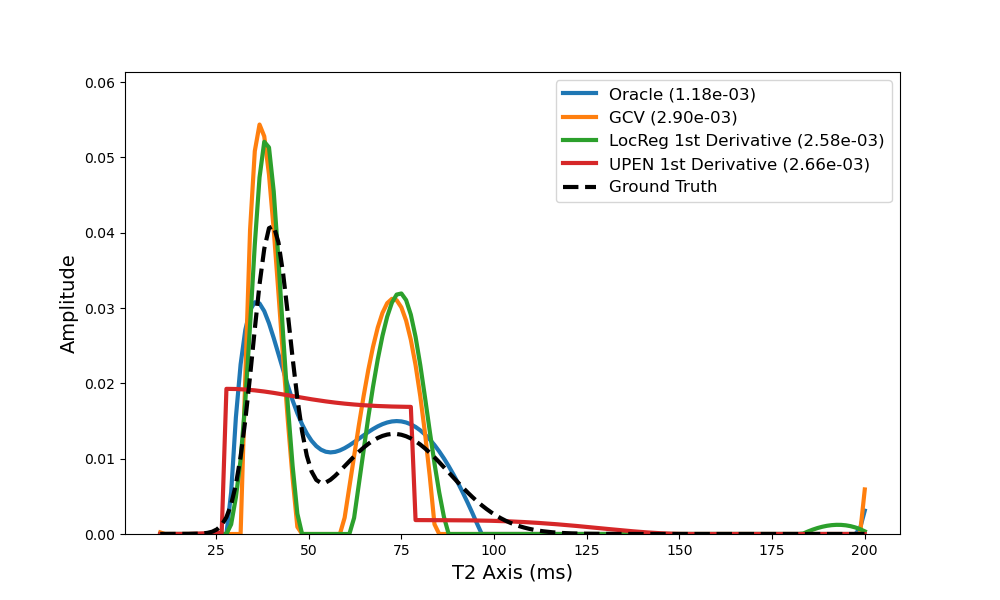 0.06
0.05
0.04
0.03
0.02
0.01
0.00
Amplitude
Oracle (1.18e-03)
GCV (2.90e-03)
LocReg 1st Derivative (2.58e-03)
UPEN 1st Derivative (2.66e-03)
Ground Truth
25 50 75 100 125 150 175 200
T2 Axis (ms)